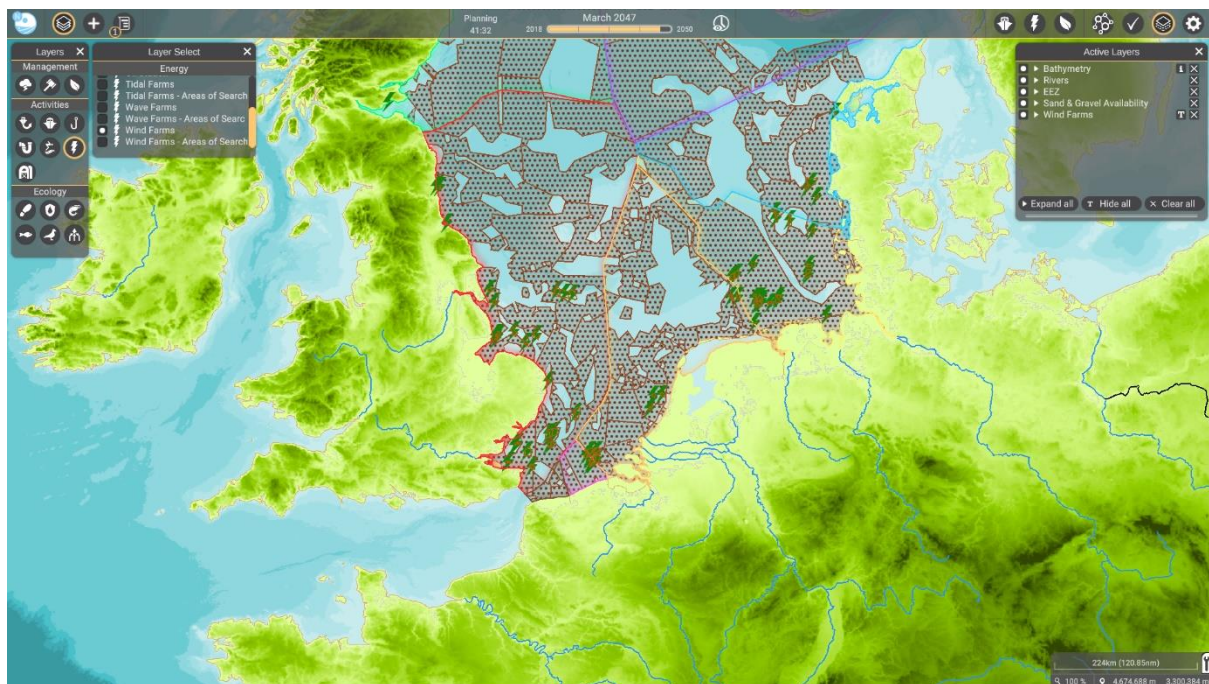 1
Planning
41:32
March 2047
2018
2050
Layers
Management
Activities
Ecology
Layer Select
Energy
Tidal Farms
Tidal Farms - Areas of Search
Wave Farms
Wave Farms - Areas of Searc
Wind Farms
Wind Farms - Areas of Search
Active Layers
Bathymetry
Rivers
EEZ
Sand & Gravel Availability
Wind Farms
Expand all
Hide all
Clear all
224km (120.85nm)
100 %
4,674,688 m
3,300,384 m